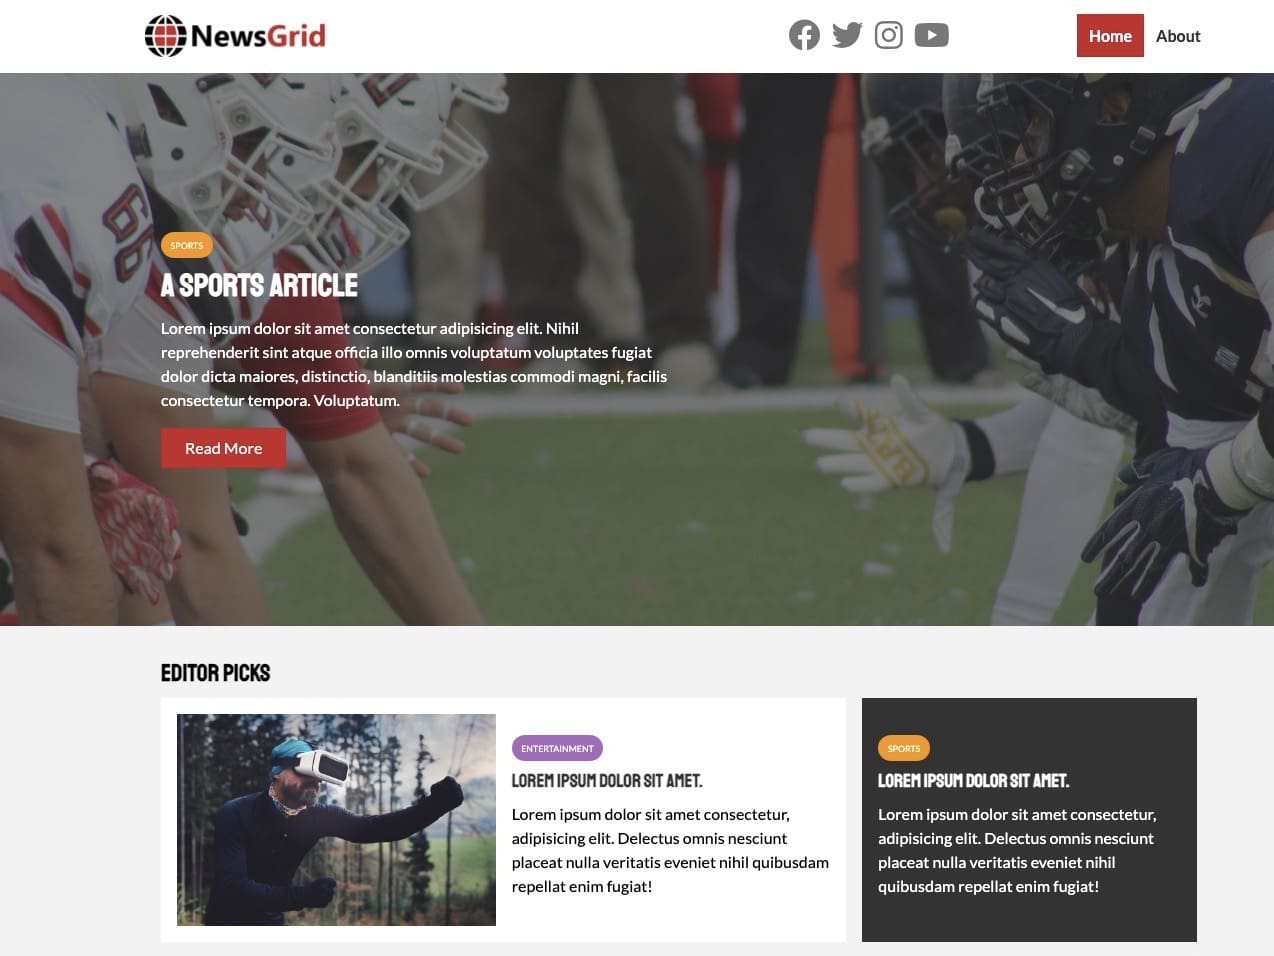 NewsGrid
Home
About
SPORTS
A SPORTS ARTICLE
Lorem ipsum dolor sit amet consectetur adipisicing elit. Nihil
reprehenderit sint atque officia illo omnis voluptatum voluptates fugiat
dolor dicta maiores, distinctio, blanditiis molestias commodi magni, facilis
consectetur tempora. Voluptatum.
Read More
EDITOR PICKS
ENTERTAINMENT
LOREM IPSUM DOLOR SIT AMET.
Lorem ipsum dolor sit amet consectetur,
adipisicing elit. Delectus omnis nesciunt
placeat nulla veritatis eveniet nihil quibusdam
repellat enim fugiat!
SPORTS
LOREM IPSUM DOLOR SIT AMET.
Lorem ipsum dolor sit amet consectetur,
adipisicing elit. Delectus omnis nesciunt
placeat nulla veritatis eveniet nihil
quibusdam repellat enim fugiat!